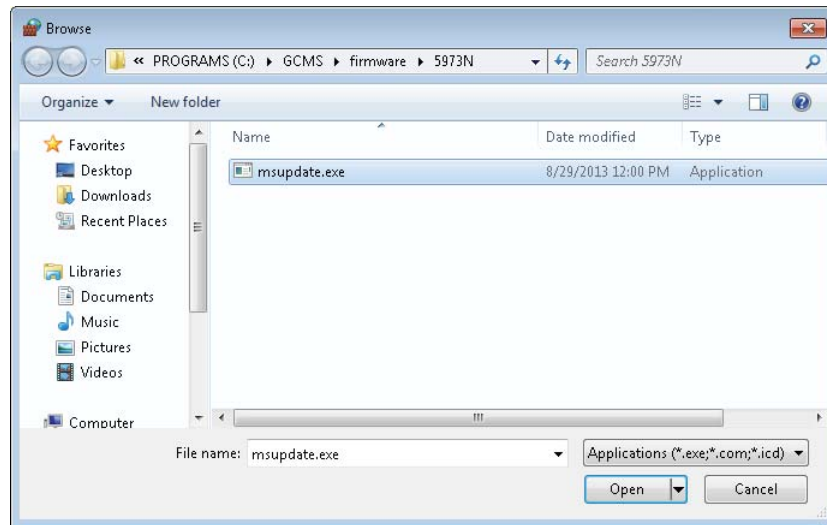 Browse
« PROGRAMS (C:) ▸ GCMS ▸ firmware ▸ 5973N
Search 5973N
Organize
New folder
Favorites
Desktop
Downloads
Recent Places
Libraries
Documents
Music
Pictures
Videos
Computer
Name Date modified Type
msupdate.exe 8/29/2013 12:00 PM Application
File name: msupdate.exe Applications (*.exe;*.com;*.icd)
Open Cancel